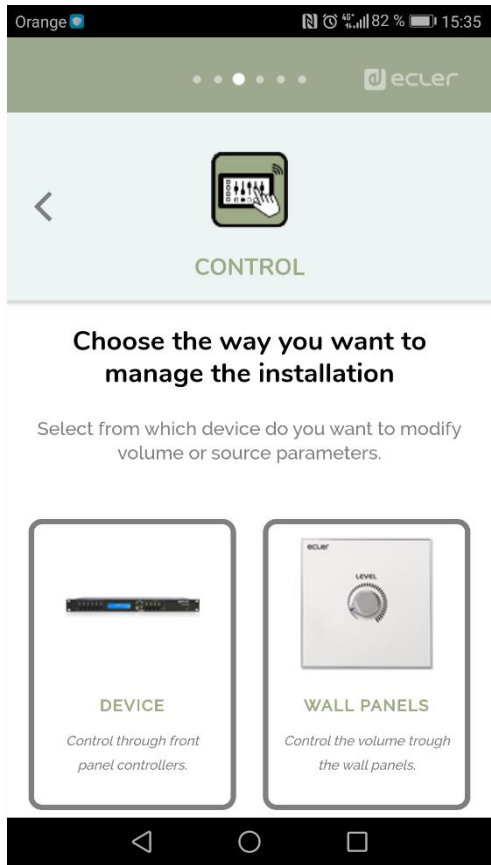 Orange 82 % 15:35
ecler
CONTROL
Choose the way you want to
manage the installation
Select from which device do you want to modify
volume or source parameters.
ecler
LEVEL
DEVICE
WALL PANELS
Control through front
panel controllers.
Control the volume trough
the wall panels.